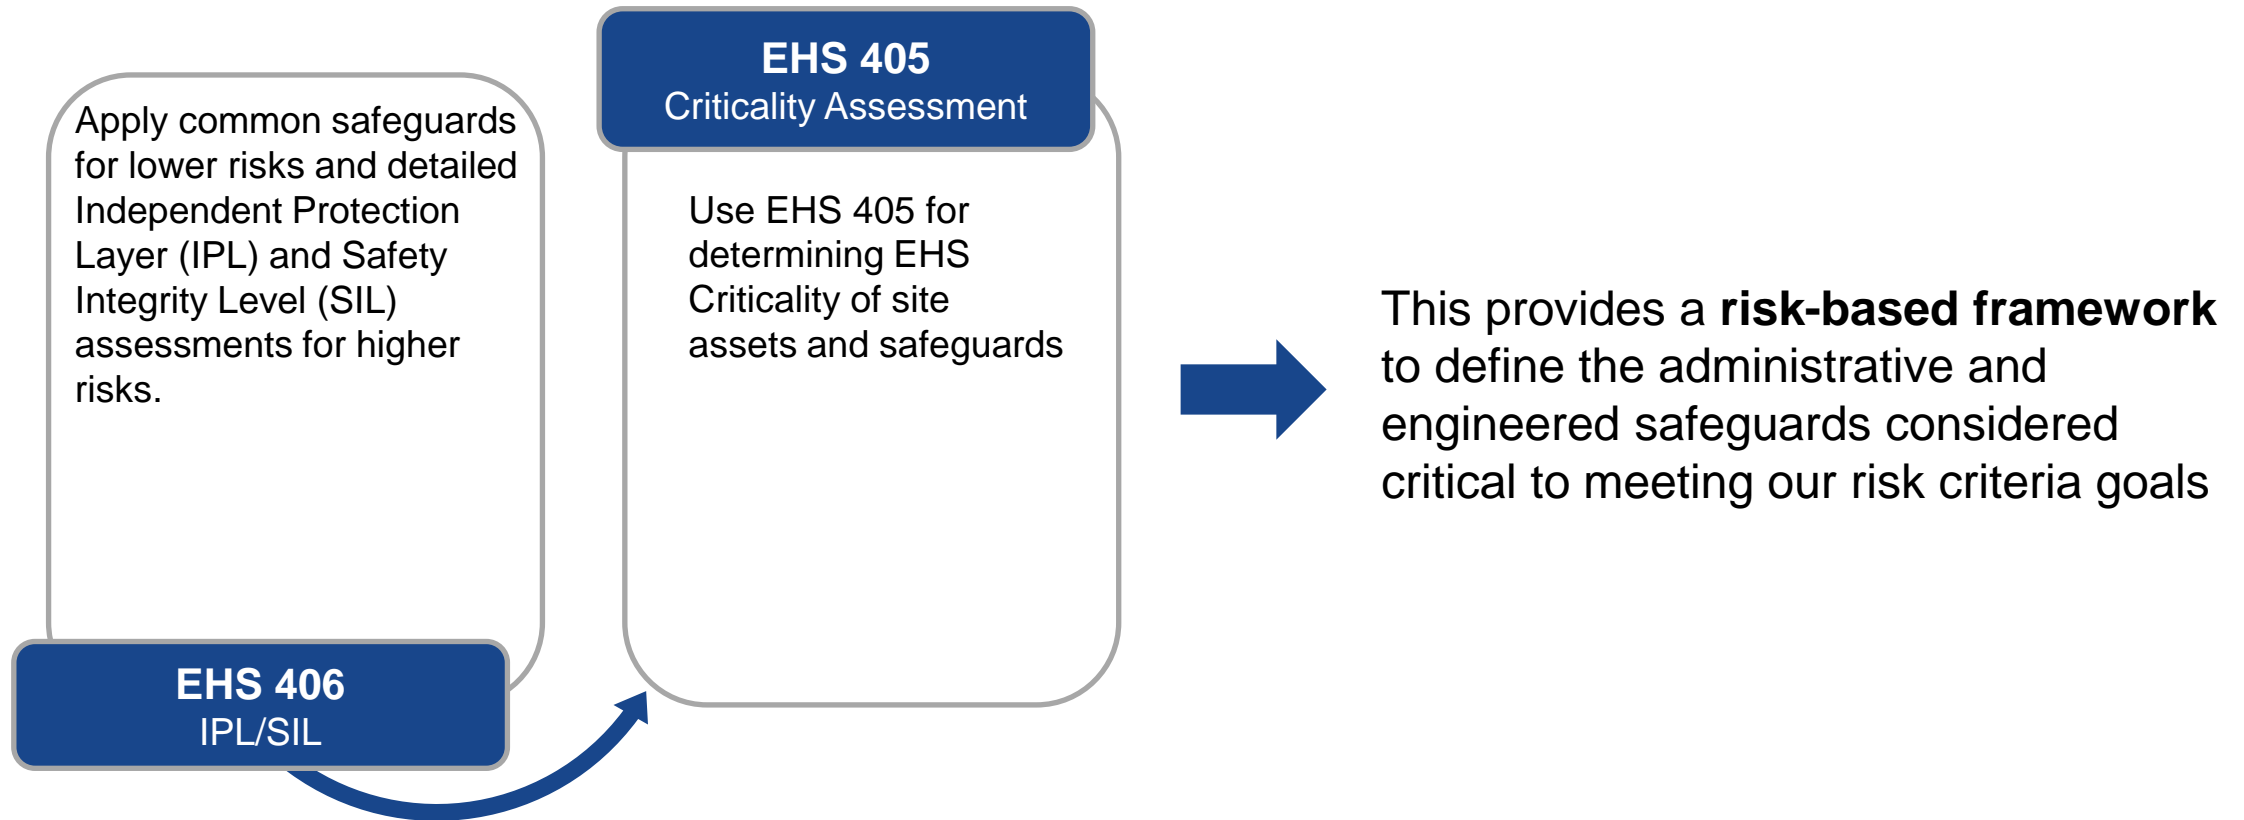 Apply common safeguards
for lower risks and detailed
Independent Protection
Layer (IPL) and Safety
Integrity Level (SIL)
assessments for higher
risks.
EHS 406
IPL/SIL
EHS 405
Criticality Assessment
Use EHS 405 for
determining EHS
Criticality of site
assets and safeguards
This provides a risk-based framework
to define the administrative and
engineered safeguards considered
critical to meeting our risk criteria goals